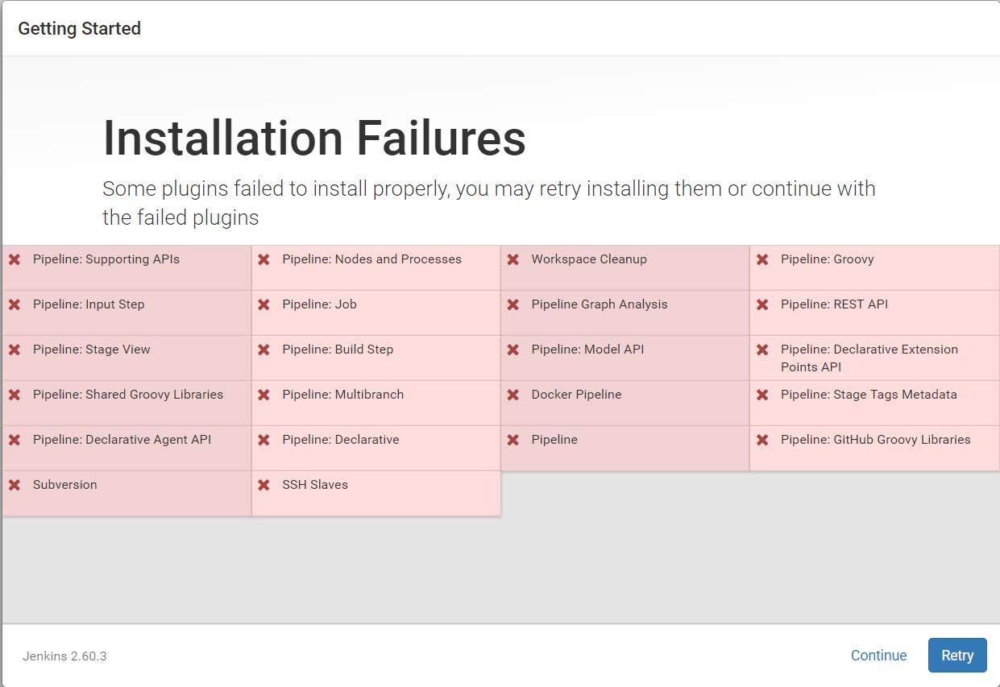 Getting Started
Installation Failures
Some plugins failed to install properly, you may retry installing them or continue with
the failed plugins
Pipeline: Supporting APIs
Pipeline: Nodes and Processes
Workspace Cleanup
Pipeline: Groovy
Pipeline: Input Step
Pipeline: Job
Pipeline Graph Analysis
Pipeline: REST API
Pipeline: Stage View
Pipeline: Build Step
Pipeline: Model API
Pipeline: Declarative Extension
Points API
Pipeline: Shared Groovy Libraries
Pipeline: Multibranch
Docker Pipeline
Pipeline: Stage Tags Metadata
Pipeline: Declarative Agent API
Pipeline: Declarative
Pipeline
Pipeline: GitHub Groovy Libraries
Subversion
SSH Slaves
Jenkins 2.60.3
Continue
Retry